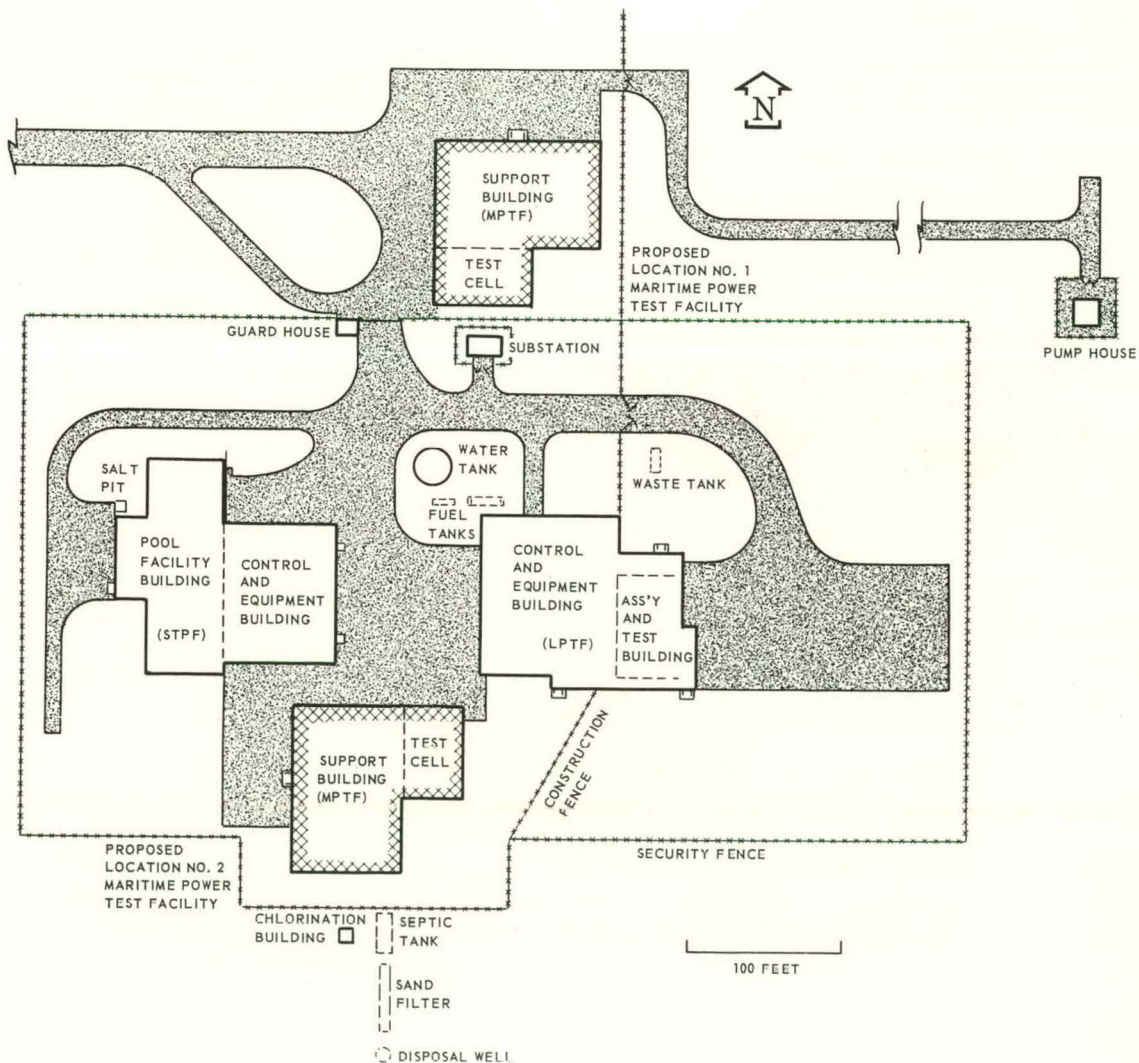 N
SUPPORT
BUILDING
(MPTF)
TEST
CELL
PROPOSED
LOCATION NO. 1
MARITIME POWER
TEST FACILITY
GUARD HOUSE
SUBSTATION
PUMP HOUSE
SALT
PIT
WATER
TANK
FUEL
TANKS
WASTE TANK
POOL
FACILITY
BUILDING
(STPF)
CONTROL
AND
EQUIPMENT
BUILDING
CONTROL
AND
EQUIPMENT
BUILDING
(LPTF)
ASS'Y
AND
TEST
BUILDING
SUPPORT
BUILDING
(MPTF)
TEST
CELL
CONSTRUCTION
FENCE
SECURITY FENCE
PROPOSED
LOCATION NO. 2
MARITIME POWER
TEST FACILITY
CHLORINATION
BUILDING
SEPTIC
TANK
SAND
FILTER
DISPOSAL WELL
100 FEET